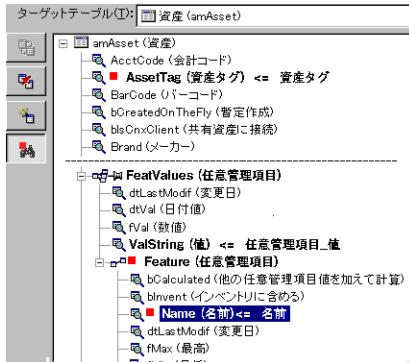 ターゲットテーブル(T): 資産 (amAsset)
amAsset (資産)
AcctCode (会計コード)
AssetTag (資産タグ) <= 資産タグ
BarCode (バーコード)
bCreatedOnTheFly (暫定作成)
bIsCnxClient (共有資産に接続)
Brand (メーカー)
FeatValues (任意管理項目)
dtLastModif (変更日)
dtVal (日付値)
fVal (数値)
ValString (値) <= 任意管理項目_値
Feature (任意管理項目)
bCalculated (他の任意管理項目値を加えて計算)
bInvent (インベントリに含める)
Name (名前)<= 名前
dtLastModif (変更日)
fMax (最高)